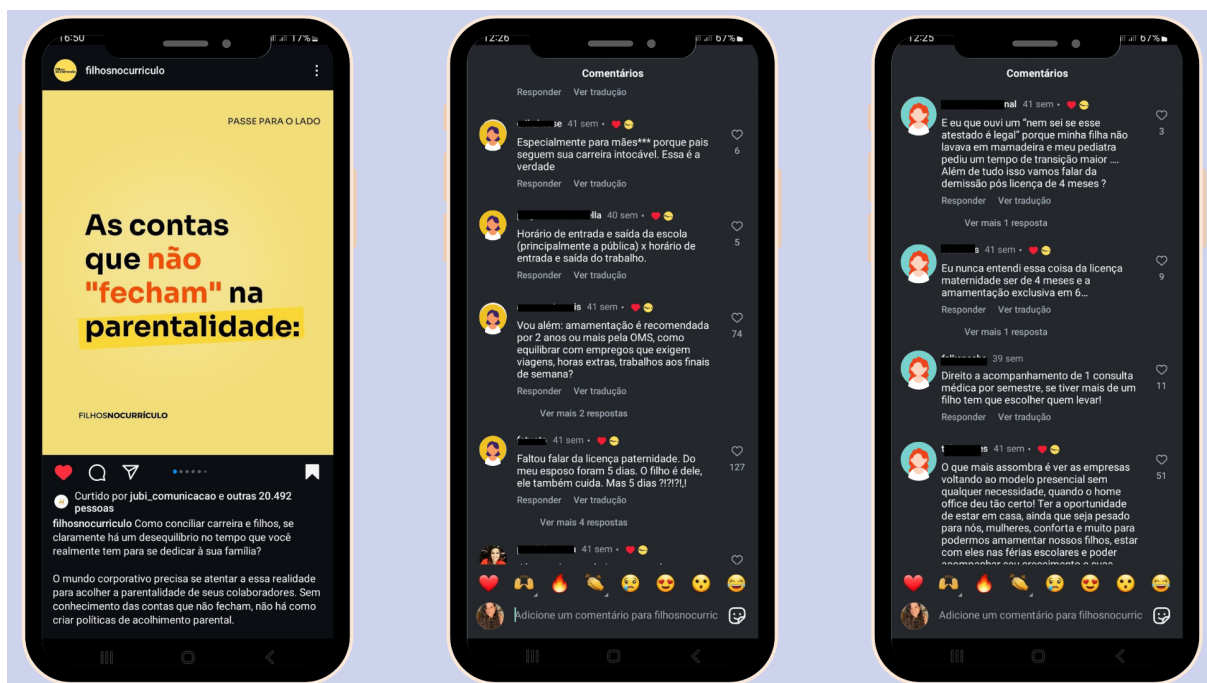 16:50
17%
filhosnocurriculo
PASSE PARA O LADO
As contas
que não
"fecham" na
parentalidade:
FILHOSNOCURRÍCULO
Curtido por jubi_comunicacao e outras 20.492
pessoas
filhosnocurriculo Como conciliar carreira e filhos, se
claramente há um desequilíbrio no tempo que você
realmente tem para se dedicar à sua família?
O mundo corporativo precisa se atentar a essa realidade
para acolher a parentalidade de seus colaboradores. Sem
conhecimento das contas que não fecham, não há como
criar políticas de acolhimento parental.
12:26
67%
Comentários
Responder Ver tradução
se 41 sem •
Especialmente para mães*** porque pais
seguem sua carreira intocável. Essa é a
verdade
6
Responder Ver tradução
lla 40 sem •
Horário de entrada e saída da escola
(principalmente a pública) x horário de
entrada e saída do trabalho.
5
Responder Ver tradução
is 41 sem •
Vou além: amamentação é recomendada
por 2 anos ou mais pela OMS, como
equilibrar com empregos que exigem
viagens, horas extras, trabalhos aos finais
de semana?
74
Responder Ver tradução
Ver mais 2 respostas
41 sem •
Faltou falar da licença paternidade. Do
meu esposo foram 5 dias. O filho é dele,
ele também cuida. Mas 5 dias ?!?!?,!
127
Responder Ver tradução
Ver mais 4 respostas
41 sem •
Adicione um comentário para filhosnocurric
12:25
67%
Comentários
nal 41 sem •
E eu que ouvi um "nem sei se esse
atestado é legal" porque minha filha não
lavava em mamadeira e meu pediatra
pediu um tempo de transição maior ....
Além de tudo isso vamos falar da
demissão pós licença de 4 meses ?
3
Responder Ver tradução
Ver mais 1 resposta
s 41 sem •
Eu nunca entendi essa coisa da licença
maternidade ser de 4 meses e a
amamentação exclusiva em 6...
9
Responder Ver tradução
Ver mais 1 resposta
39 sem
Direito a acompanhamento de 1 consulta
médica por semestre, se tiver mais de um
filho tem que escolher quem levar!
11
Responder Ver tradução
es 41 sem •
O que mais assombra é ver as empresas
voltando ao modelo presencial sem
qualquer necessidade, quando o home
office deu tão certo! Ter a oportunidade
de estar em casa, ainda que seja pesado
para nós, mulheres, conforta e muito para
podermos amamentar nossos filhos, estar
com eles nas férias escolares e poder
51
Adicione um comentário para filhosnocurric